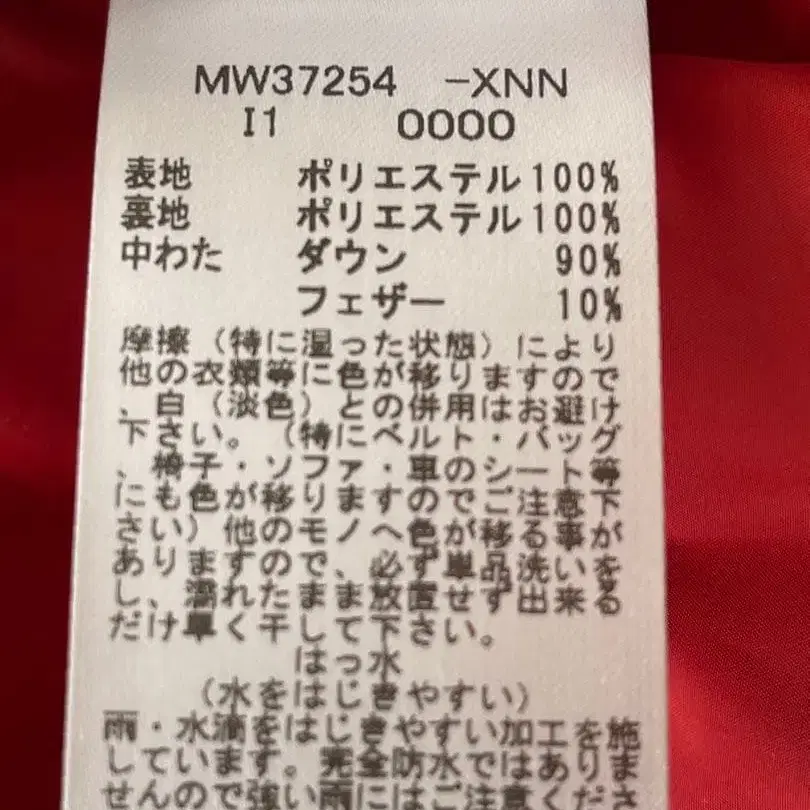 MW37254 -XNN
I1 0000
表地 ポリエステル100%
裏地 ポリエステル100%
中わた ダウン 90%
フェザー 10%
摩擦(特に湿った状態)により
他の衣類等に色が移りますので
、白(淡色)との併用はお避け
下さい。(特にベルト・バッグ
、椅子・ソファ・車のシート等
にも色が移りますのでご注意下
さい)他のモノへ色が移る事が
ありますので、必ず単品洗いを
し、濡れたまま放置せず出来る
だけ早く干して下さい。
はっ水
(水をはじきやすい)
雨・水滴をはじきやすい加工を施
しています。完全防水ではありま
せんので強い雨にはご注意くださ